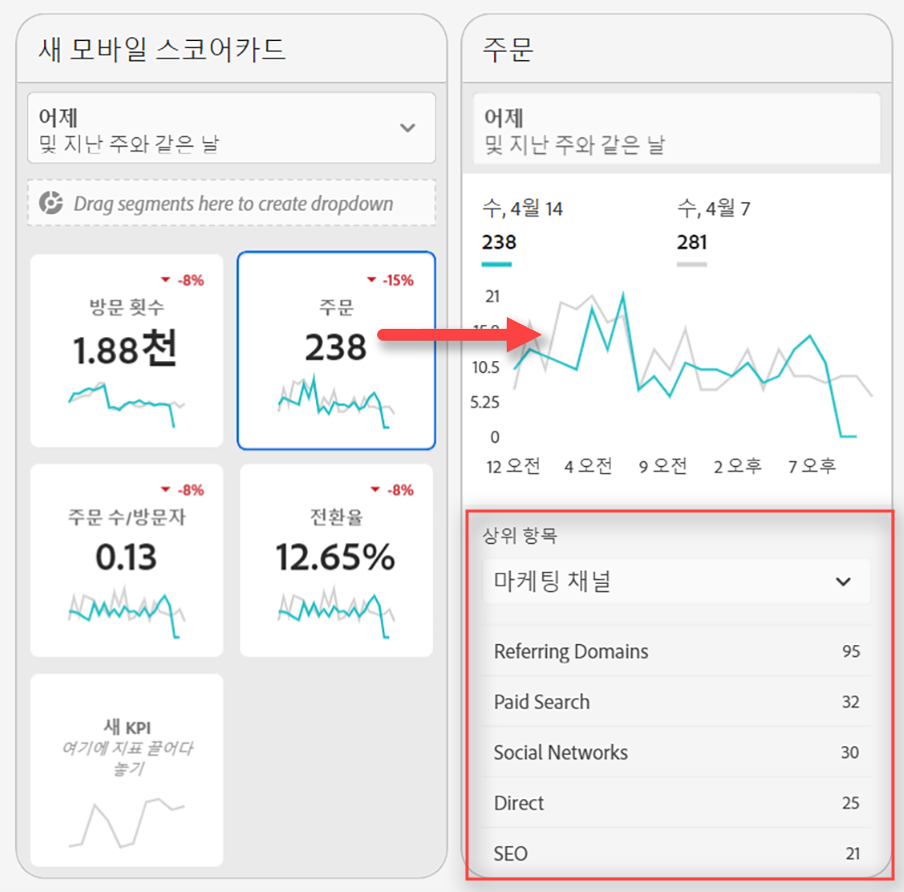 새 모바일 스코어카드
어제
및 지난 주와 같은 날
Drag segments here to create dropdown
-8%
방문 횟수
1.88천
-15%
주문
238
-8%
주문 수/방문자
0.13
-8%
전환율
12.65%
새 KPI
여기에 지표 끌어다
놓기
주문
어제
및 지난 주와 같은 날
수, 4월 14
수, 4월 7
238
281
21
10.5
5.25
0
12 오전
4 오전
9 오전
2 오후
7 오후
상위 항목
마케팅 채널
Referring Domains
95
Paid Search
32
Social Networks
30
Direct
25
SEO
21